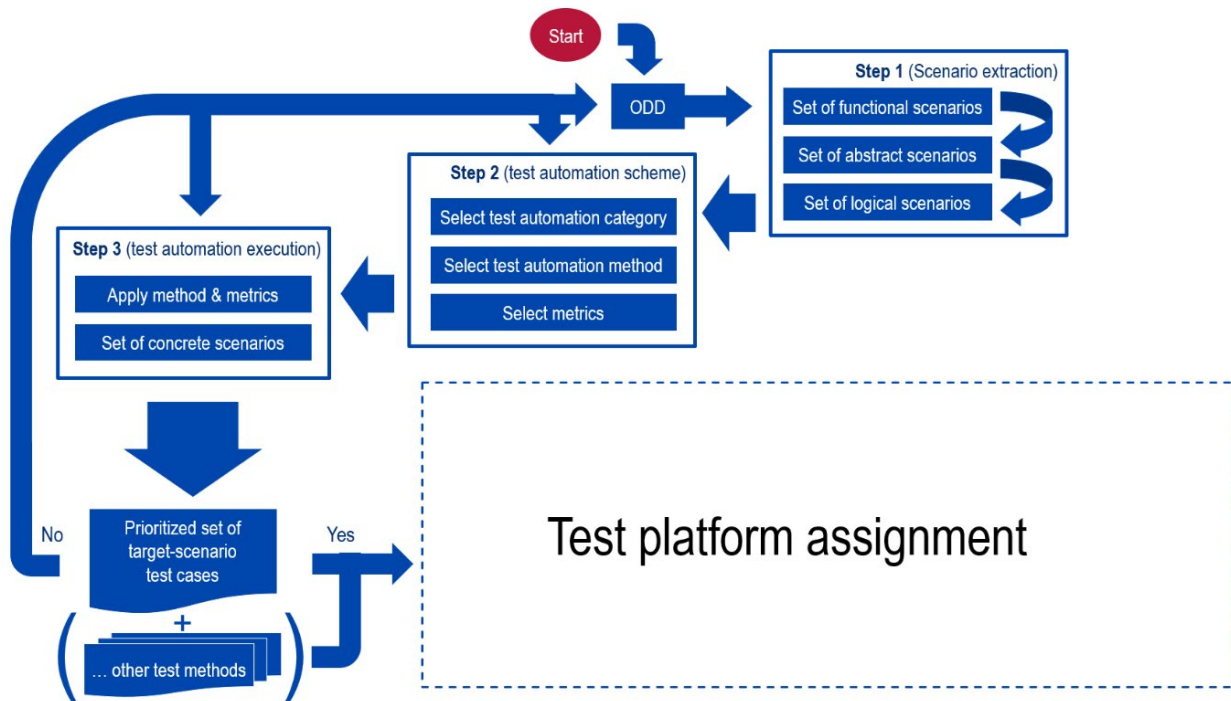 Start
ODD
Step 1 (Scenario extraction)
Set of functional scenarios
Set of abstract scenarios
Set of logical scenarios
Step 2 (test automation scheme)
Select test automation category
Select test automation method
Select metrics
Step 3 (test automation execution)
Apply method & metrics
Set of concrete scenarios
No
Prioritized set of
target-scenario
test cases
Yes
+
... other test methods
Test platform assignment